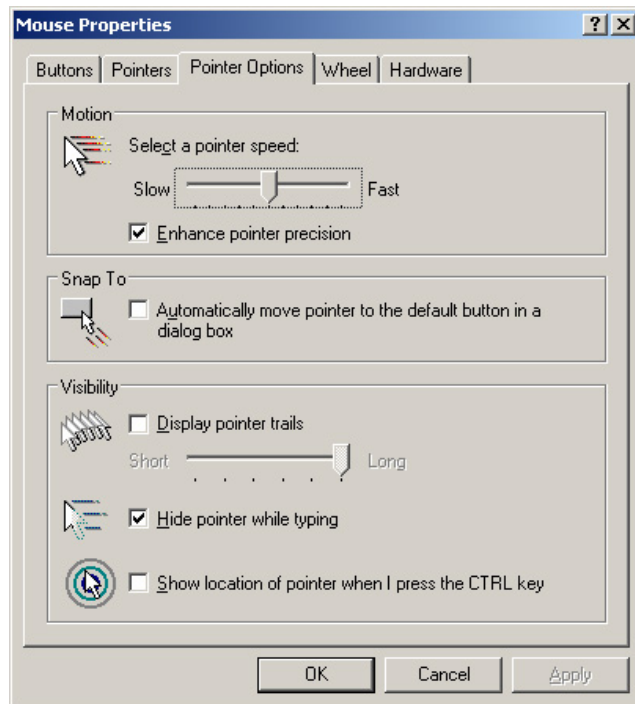 Mouse Properties
Buttons Pointers Pointer Options Wheel Hardware
Motion
Select a pointer speed:
Slow Fast
Enhance pointer precision
Snap To
Automatically move pointer to the default button in a
dialog box
Visibility
Display pointer trails
Short Long
Hide pointer while typing
Show location of pointer when I press the CTRL key
OK Cancel Apply